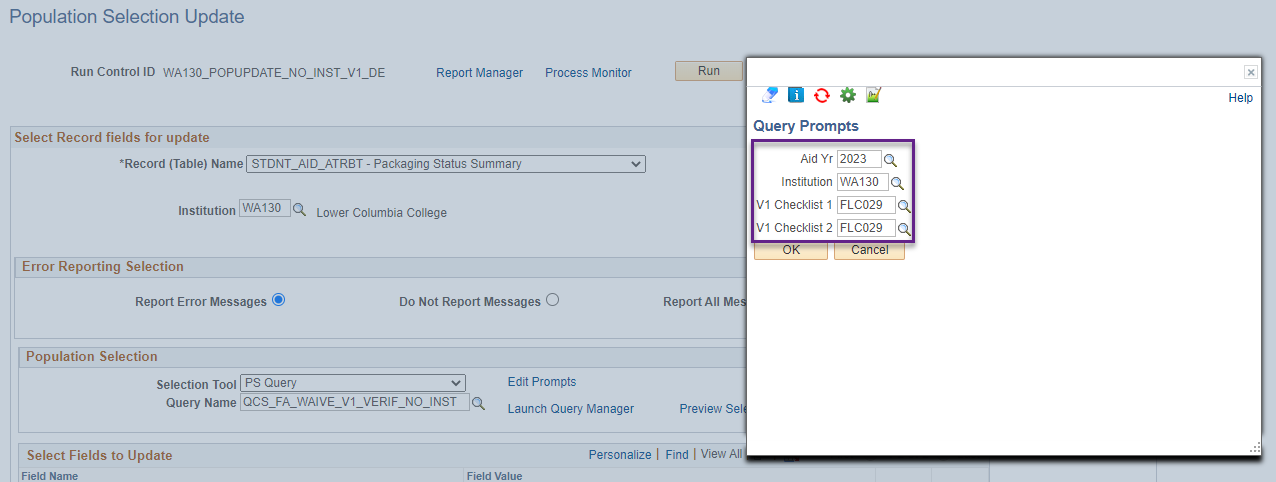 Population Selection Update
Run Control ID WA130_POPUPDATE_NO_INST_V1_DE Report Manager Process Monitor Run
Select Record fields for update
*Record (Table) Name STDNT_AID_ATRBT - Packaging Status Summary
Institution WA130 Lower Columbia College
Error Reporting Selection
Report Error Messages Do Not Report Messages Report All Mes
Population Selection
Selection Tool PS Query Edit Prompts
Query Name QCS_FA_WAIVE_V1_VERIF_NO_INST Launch Query Manager Preview Sele
Select Fields to Update Personalize | Find | View All
Field Name Field Value
Help
Query Prompts
Aid Yr 2023
Institution WA130
V1 Checklist 1 FLC029
V1 Checklist 2 FLC029
OK Cancel